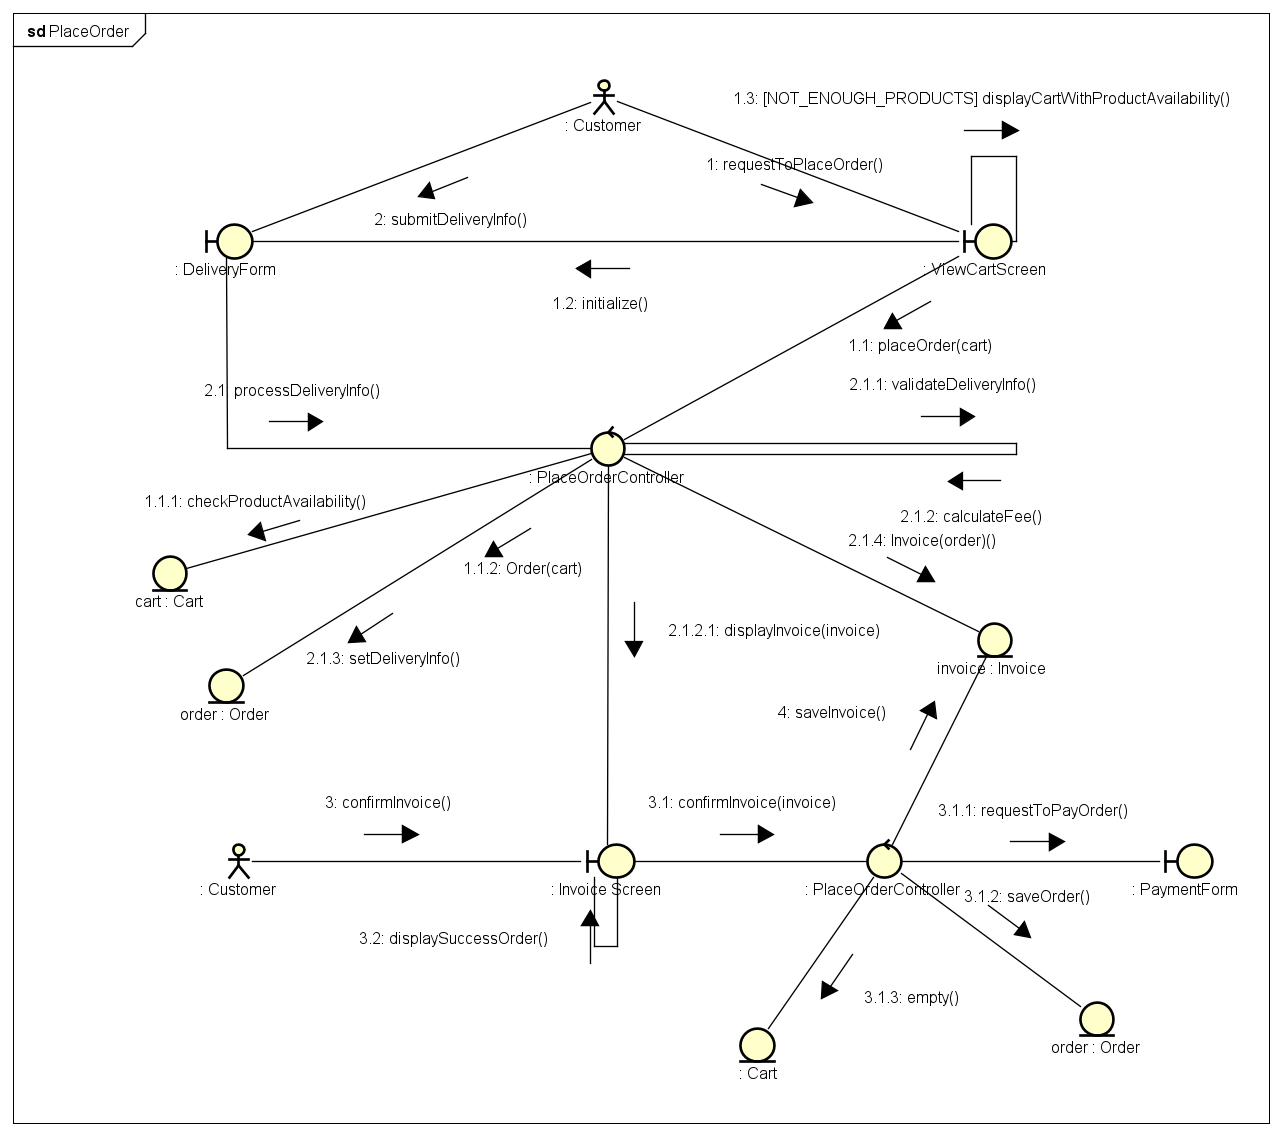 sd PlaceOrder
1.3: [NOT_ENOUGH_PRODUCTS] displayCartWithProductAvailability()
: Customer
1: requestToPlaceOrder()
2: submitDeliveryInfo()
: DeliveryForm
: ViewCartScreen
1.2: initialize()
1.1: placeOrder(cart)
2.1: processDeliveryInfo()
2.1.1: validateDeliveryInfo()
: PlaceOrderController
1.1.1: checkProductAvailability()
2.1.2: calculateFee()
2.1.4: Invoice(order)()
1.1.2: Order(cart)
cart : Cart
2.1.2.1: displayInvoice(invoice)
2.1.3: setDeliveryInfo()
invoice : Invoice
order : Order
4: saveInvoice()
3: confirmInvoice()
3.1: confirmInvoice(invoice)
3.1.1: requestToPayOrder()
: Customer
: Invoice Screen
: PlaceOrderController
: PaymentForm
3.1.2: saveOrder()
3.2: displaySuccessOrder()
3.1.3: empty()
order : Order
: Cart